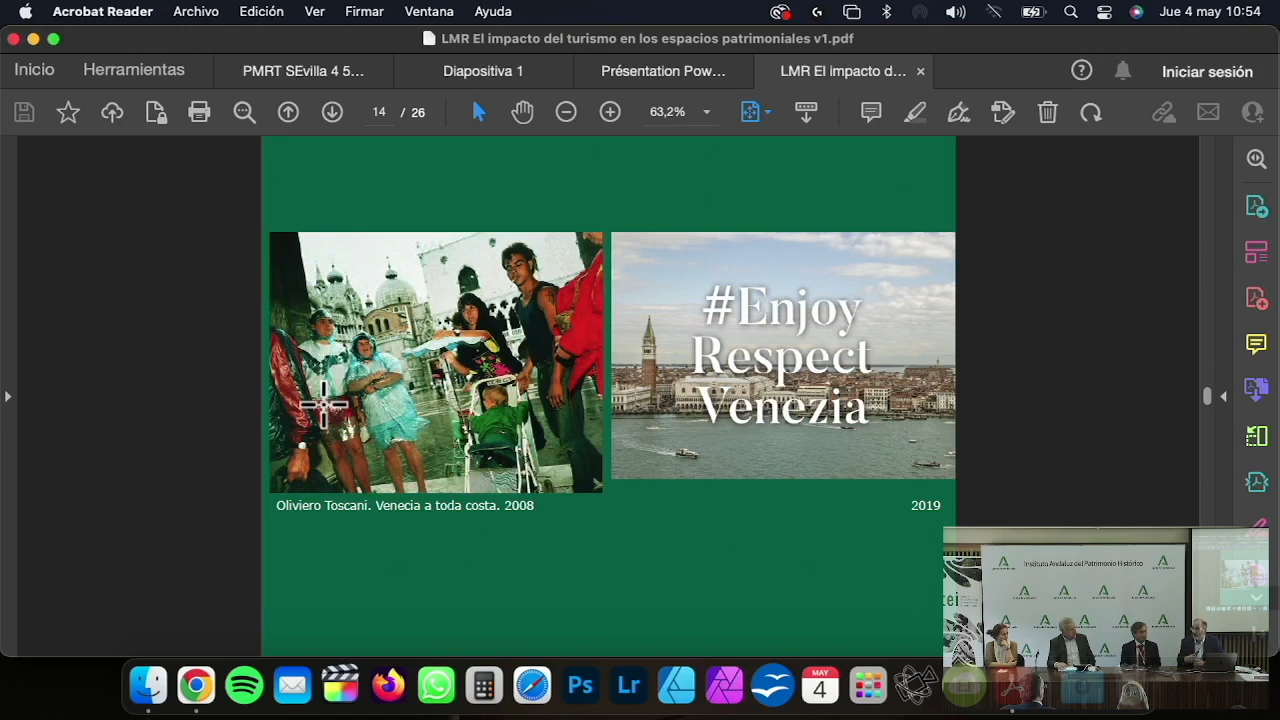 Acrobat Reader Archivo Edición Ver Firmar Ventana Ayuda Jue 4 may 10:54
LMR El impacto del turismo en los espacios patrimoniales v1.pdf
Inicio Herramientas PMRT SEvilla 4 5... Diapositiva 1 Présentation Pow... LMR El impacto d... × Iniciar sesión
14 / 26 63,2%
#Enjoy
Respect
Venezia
Oliviero Toscani. Venecia a toda costa. 2008 2019
Instituto Andaluz del Patrimonio Histórico
tei
Ps Lr MAY 4